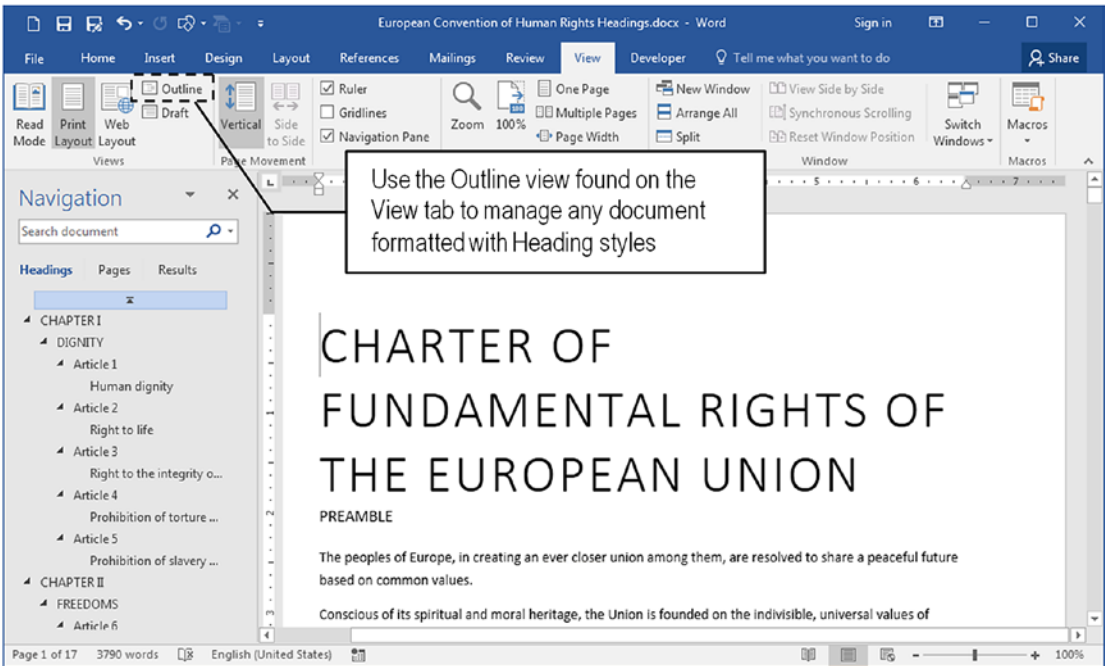 European Convention of Human Rights Headings.docx - Word Sign in
File Home Insert Design Layout References Mailings Review View Developer Tell me what you want to do Share
Read Mode
Print Layout
Web Layout
Outline
Draft
Views
Vertical
Side to Side
Page Movement
Ruler
Gridlines
Navigation Pane
Zoom
100%
One Page
Multiple Pages
Page Width
New Window
Arrange All
Split
View Side by Side
Synchronous Scrolling
Reset Window Position
Window
Switch Windows
Macros
Macros
Use the Outline view found on the
View tab to manage any document
formatted with Heading styles
5 6 7
Navigation
Search document
Headings Pages Results
CHAPTER I
DIGNITY
Article 1
Human dignity
Article 2
Right to life
Article 3
Right to the integrity o...
Article 4
Prohibition of torture ...
Article 5
Prohibition of slavery ...
CHAPTER II
FREEDOMS
Article 6
1
2
3
CHARTER OF
FUNDAMENTAL RIGHTS OF
THE EUROPEAN UNION
PREAMBLE
The peoples of Europe, in creating an ever closer union among them, are resolved to share a peaceful future
based on common values.
Conscious of its spiritual and moral heritage, the Union is founded on the indivisible, universal values of
Page 1 of 17 3790 words English (United States) 100%